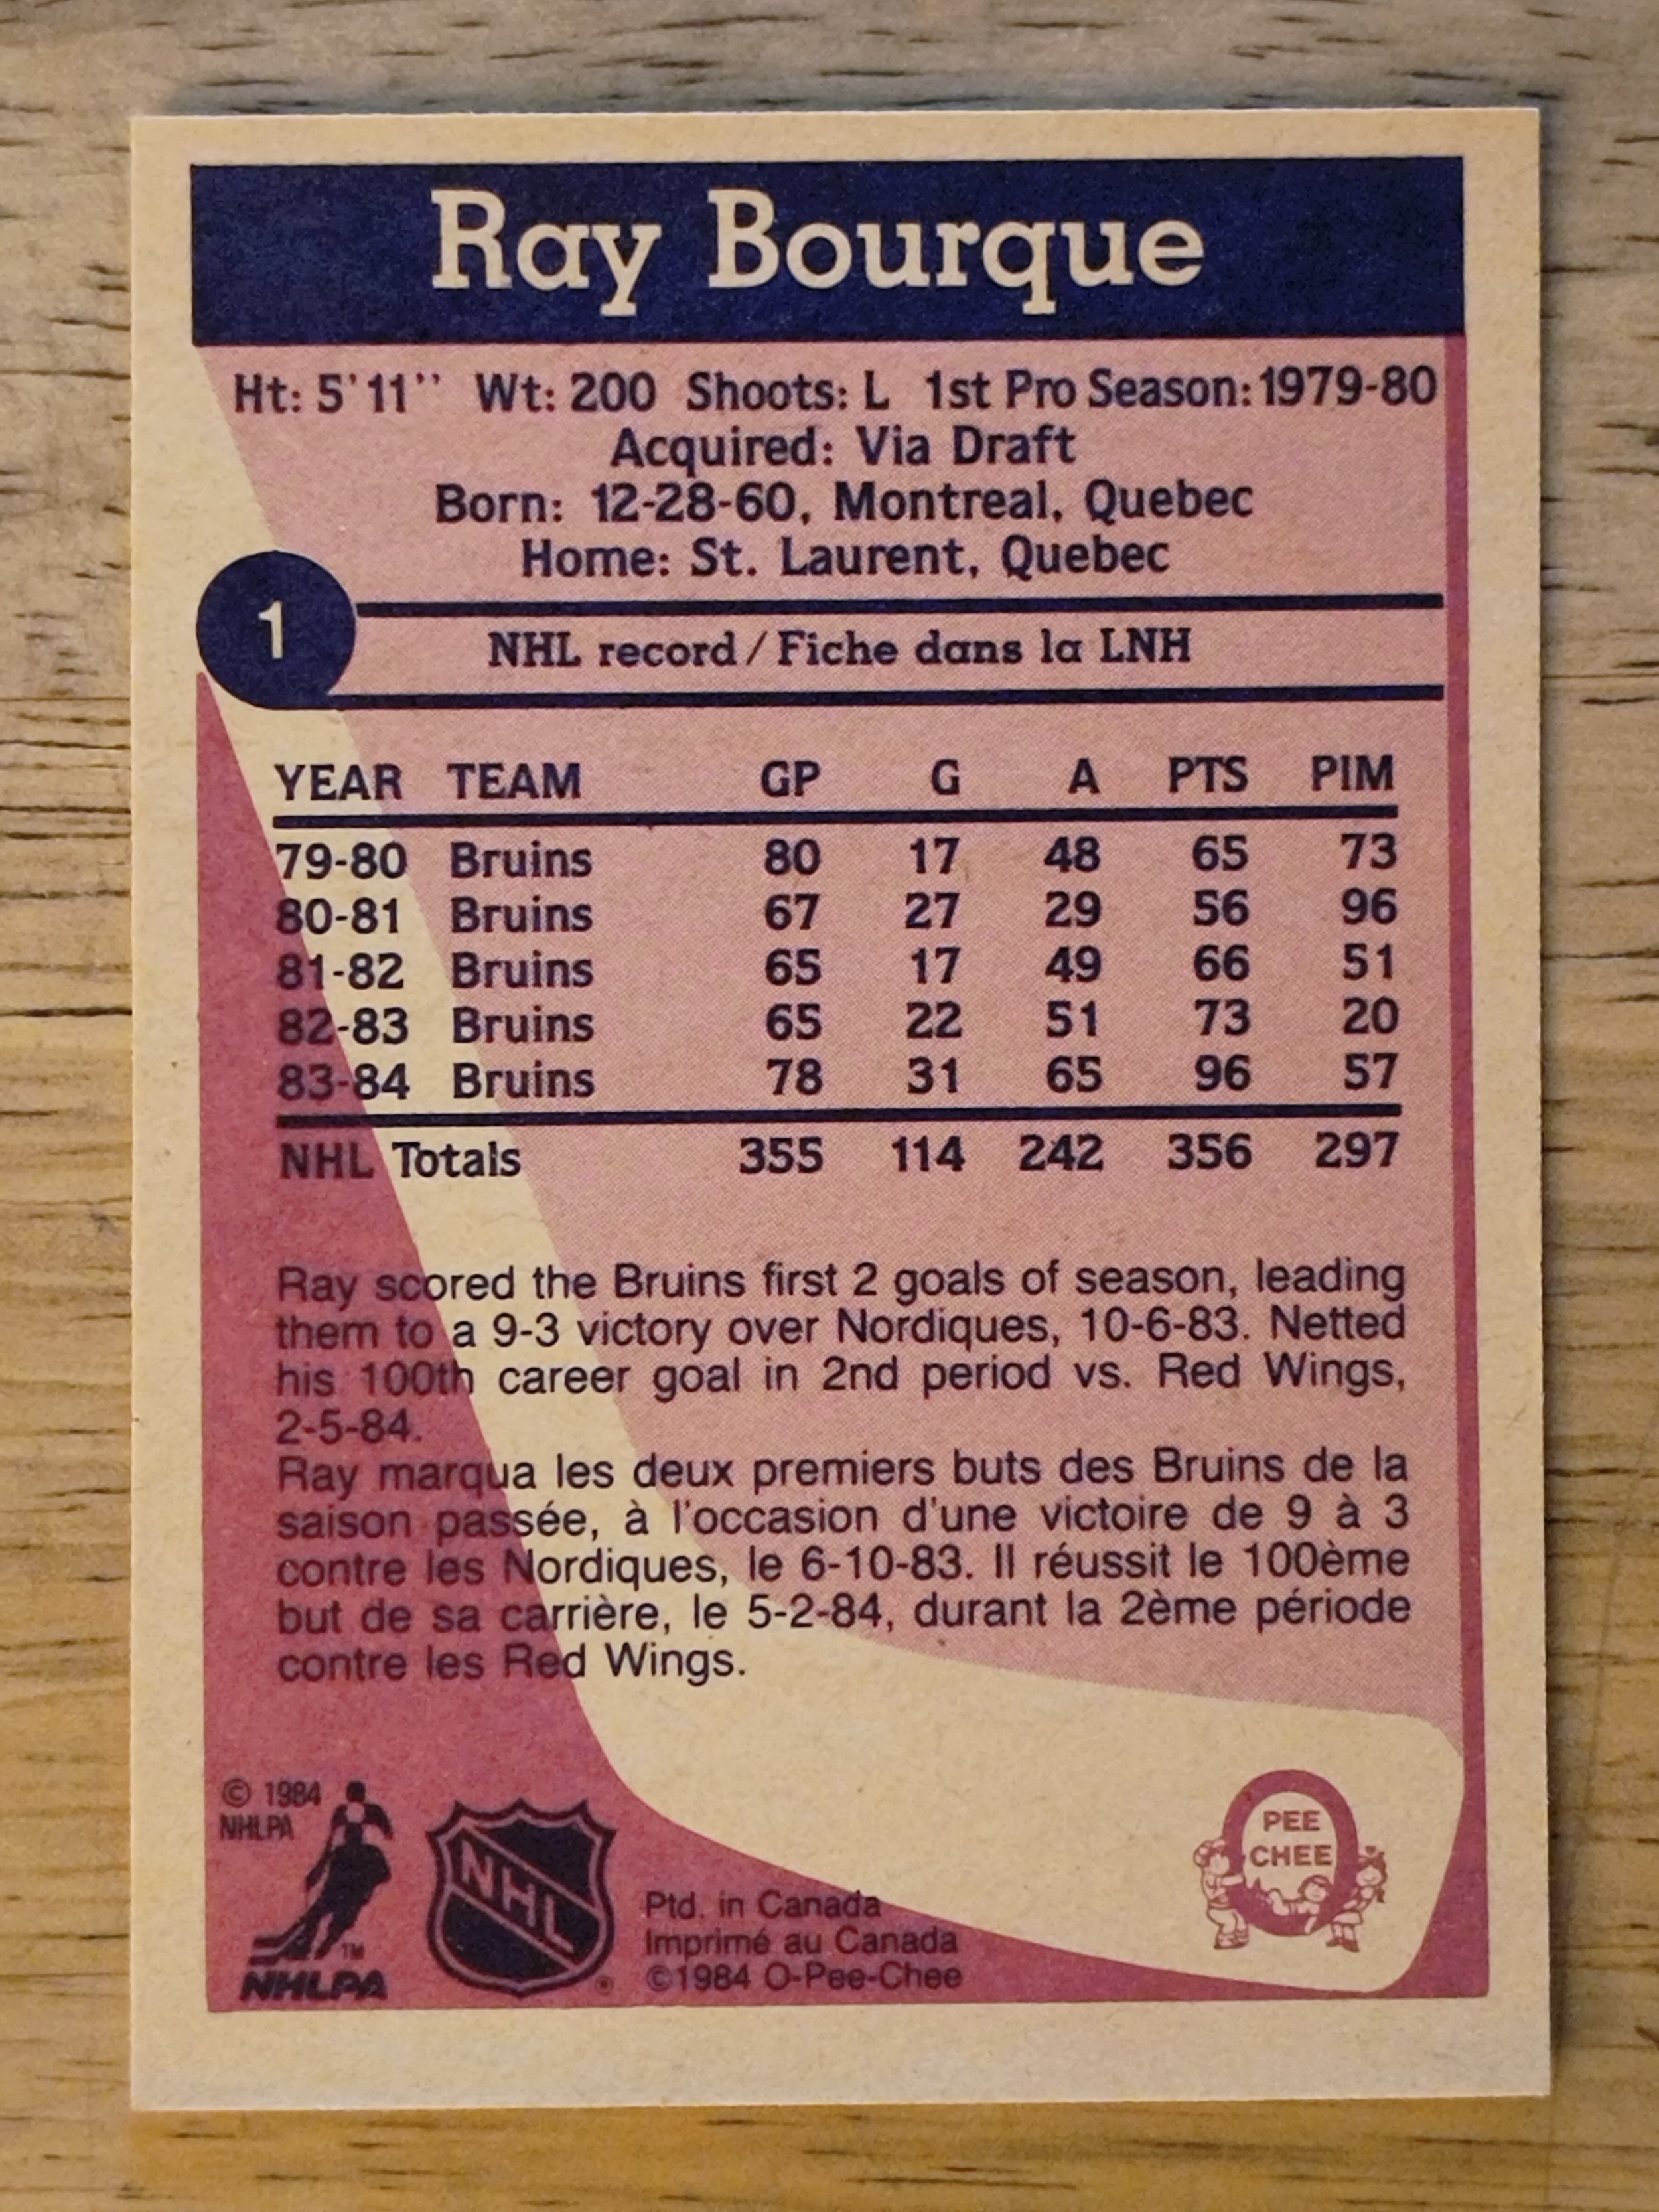 Ray Bourque
Ht: 5'11'' Wt: 200 Shoots: L 1st Pro Season: 1979-80
Acquired: Via Draft
Born: 12-28-60, Montreal, Quebec
Home: St. Laurent, Quebec
1
NHL record / Fiche dans la LNH
YEAR TEAM GP G A PTS PIM
79-80 Bruins 80 17 48 65 73
80-81 Bruins 67 27 29 56 96
81-82 Bruins 65 17 49 66 51
82-83 Bruins 65 22 51 73 20
83-84 Bruins 78 31 65 96 57
NHL Totals 355 114 242 356 297
Ray scored the Bruins first 2 goals of season, leading
them to a 9-3 victory over Nordiques, 10-6-83. Netted
his 100th career goal in 2nd period vs. Red Wings,
2-5-84.
Ray marqua les deux premiers buts des Bruins de la
saison passée, à l'occasion d'une victoire de 9 à 3
contre les Nordiques, le 6-10-83. Il réussit le 100ème
but de sa carrière, le 5-2-84, durant la 2ème période
contre les Red Wings.
© 1984
NHLPA
TM
NHLPA
NHL
®
Ptd. in Canada
Imprimé au Canada
©1984 O-Pee-Chee
PEE
CHEE